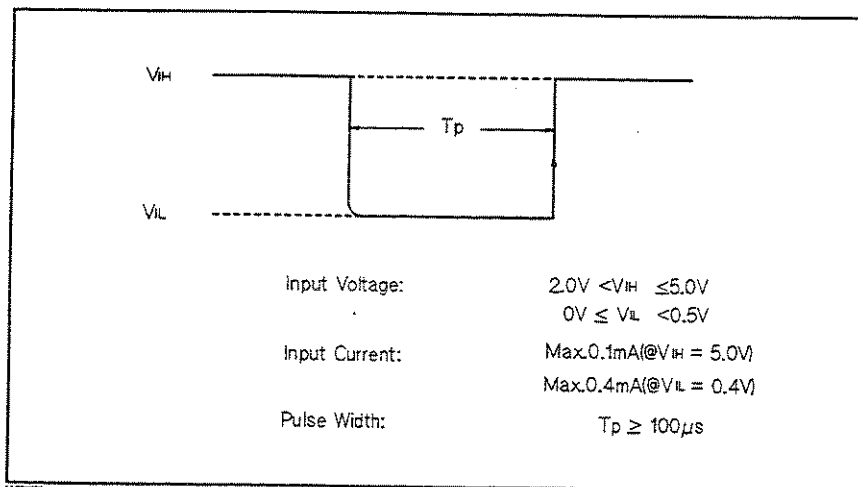 VIH
Tp
VIL
Input Voltage: 2.0V <VIH ≤5.0V
0V ≤ VIL <0.5V
Input Current: Max.0.1mA(@VIH = 5.0V)
Max.0.4mA(@VIL = 0.4V)
Pulse Width: Tp ≥ 100μs